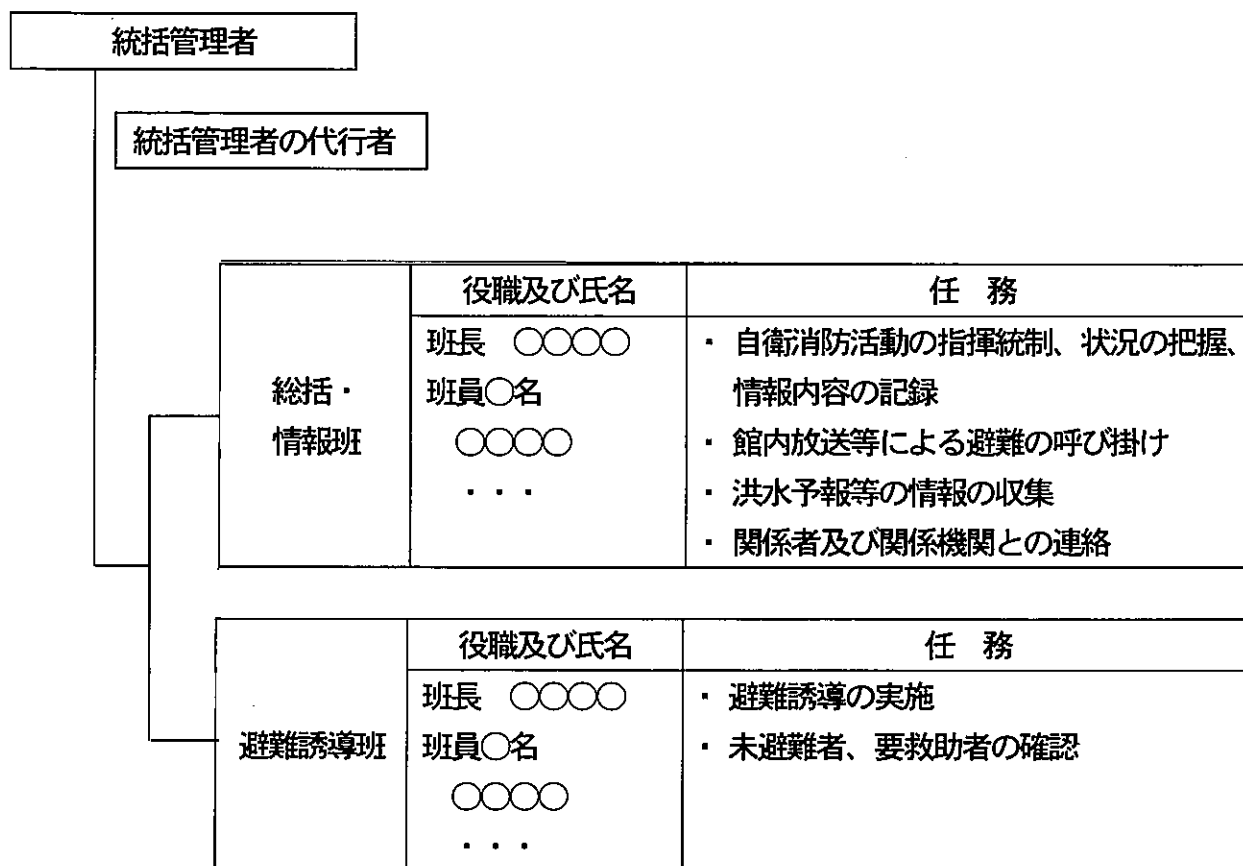 統括管理者
統括管理者の代行者
総括・
情報班
役職及び氏名
任 務
班長 ○○○○
班員○名
○○○○
・・・
・ 自衛消防活動の指揮統制、状況の把握、
情報内容の記録
・ 館内放送等による避難の呼び掛け
・ 洪水予報等の情報の収集
・ 関係者及び関係機関との連絡
避難誘導班
役職及び氏名
任 務
班長 ○○○○
班員○名
○○○○
・・・
・ 避難誘導の実施
・ 未避難者、要救助者の確認